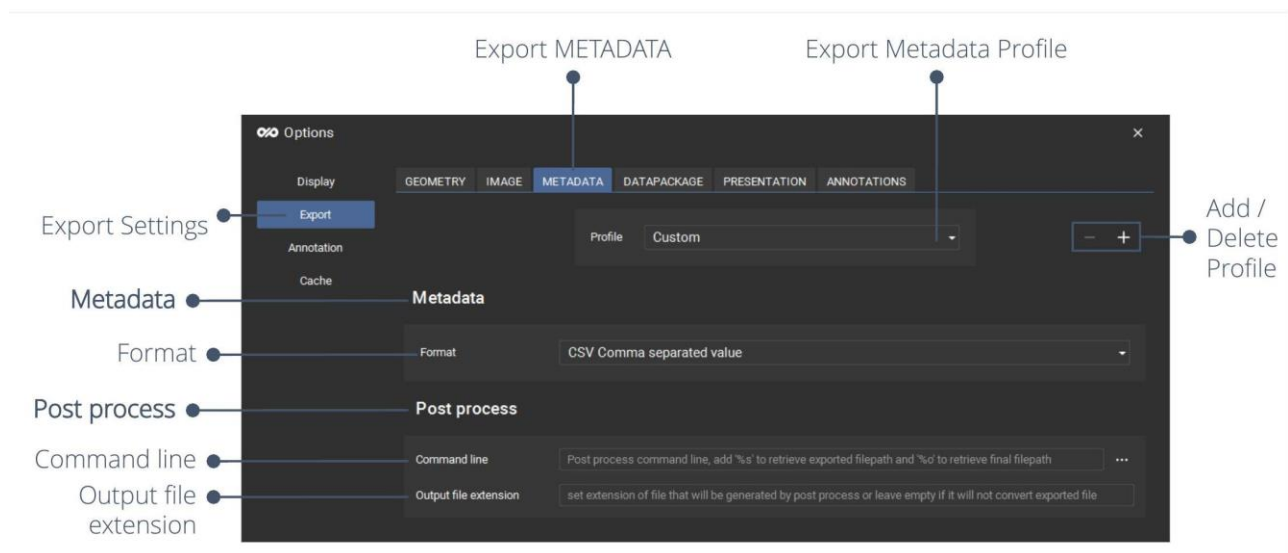 Export METADATA
Export Metadata Profile
Options
Display
GEOMETRY IMAGE METADATA DATAPACKAGE PRESENTATION ANNOTATIONS
Export Settings
Export
Profile Custom
Add /
Delete
Profile
Annotation
Cache
Metadata
Metadata
Format
Format CSV Comma separated value
Post process
Post process
Command line
Command line Post process command line, add '%s' to retrieve exported filepath and '%o' to retrieve final filepath
Output file
extension
Output file extension set extension of file that will be generated by post process or leave empty if it will not convert exported file